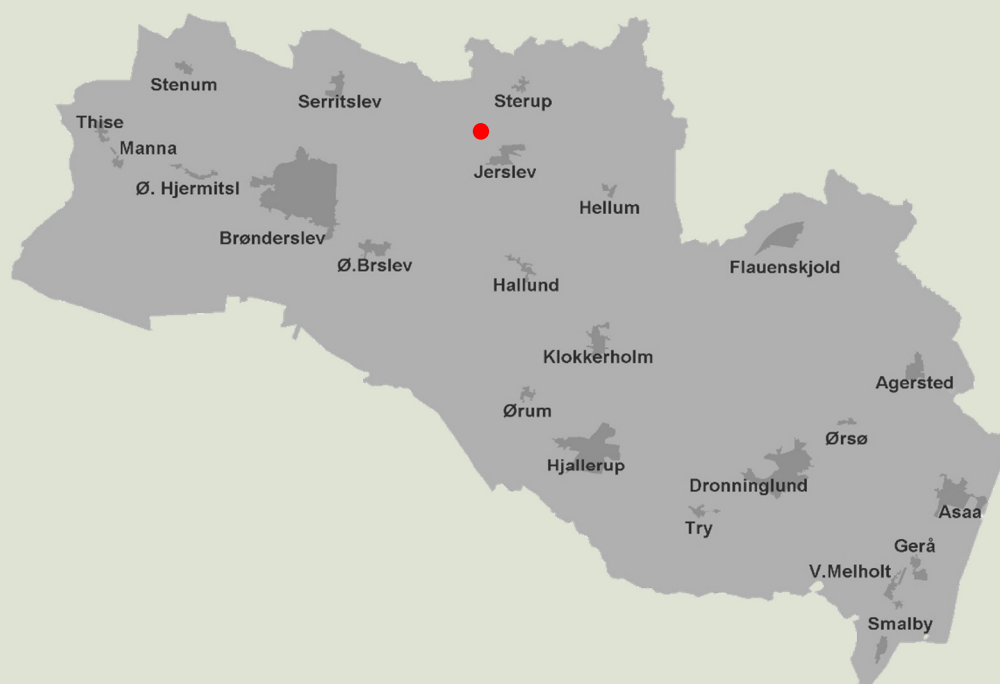 Stenum
Serritslev
Sterup
Thise
Manna
Jerslev
Ø. Hjermitsl
Hellum
Brønderslev
Ø.Brslev
Flauenskjold
Hallund
Klokkerholm
Agersted
Ørum
Ørsø
Hjallerup
Dronninglund
Asaa
Try
Gerå
V.Melholt
Smalby